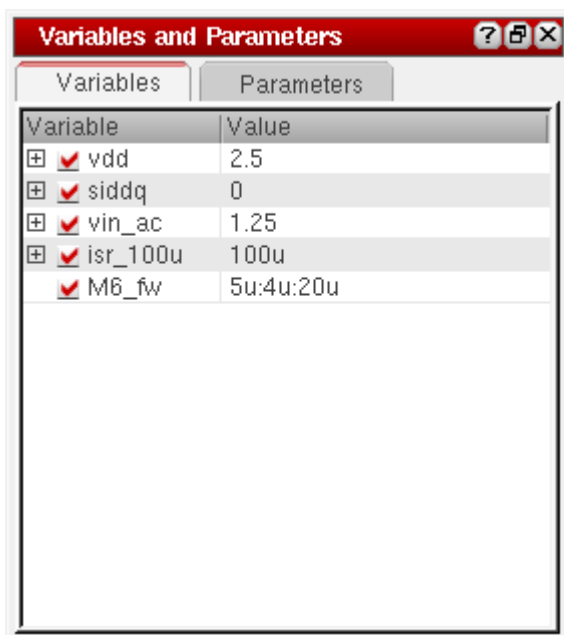 Variables and Parameters
Variables Parameters
Variable Value
vdd 2.5
siddq 0
vin_ac 1.25
isr_100u 100u
M6_fw 5u:4u:20u